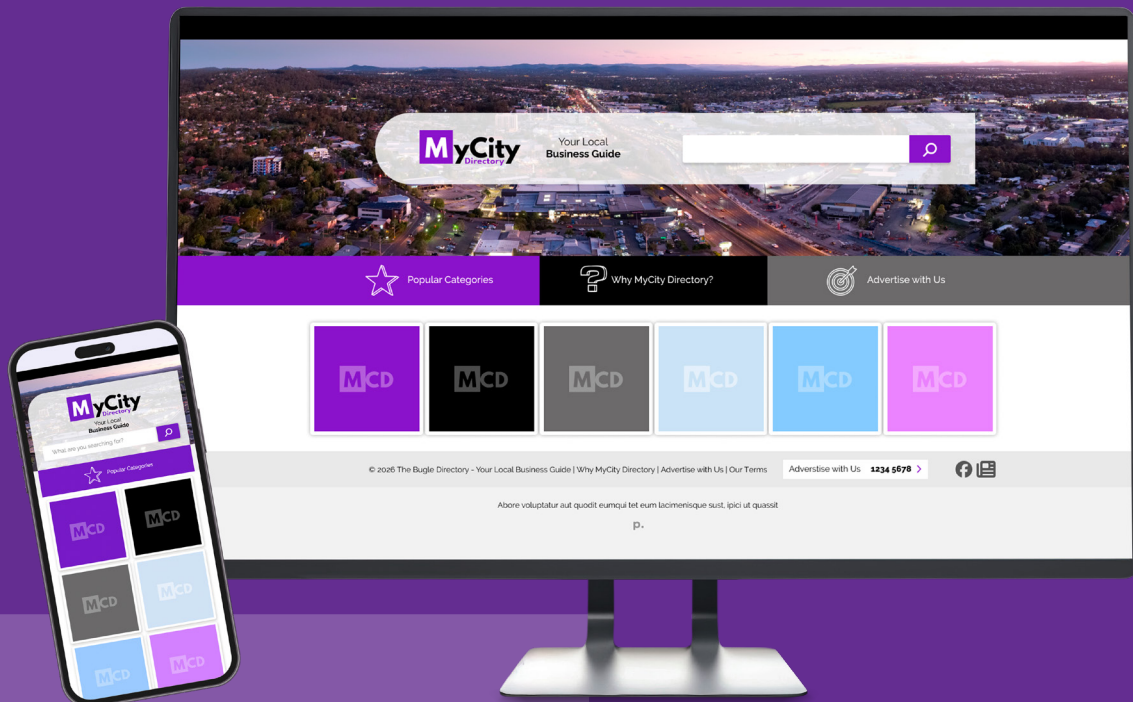 MyCity
Directory
Your Local
Business Guide
Popular Categories
Why MyCity Directory?
Advertise with Us
MCD
MCD
MCD
MCD
MCD
MCD
© 2026 The Bugle Directory - Your Local Business Guide | Why MyCity Directory | Advertise with Us | Our Terms
Adverstise with Us 1234 5678 >
Abore voluptatur aut quodit eumqui tet eum lacimenisque sust, ipici ut quassit
p.
MyCity
Directory
Your Local
Business Guide
What are you searching for?
Popular Categories
MCD
MCD
MCD
MCD
MCD
MCD